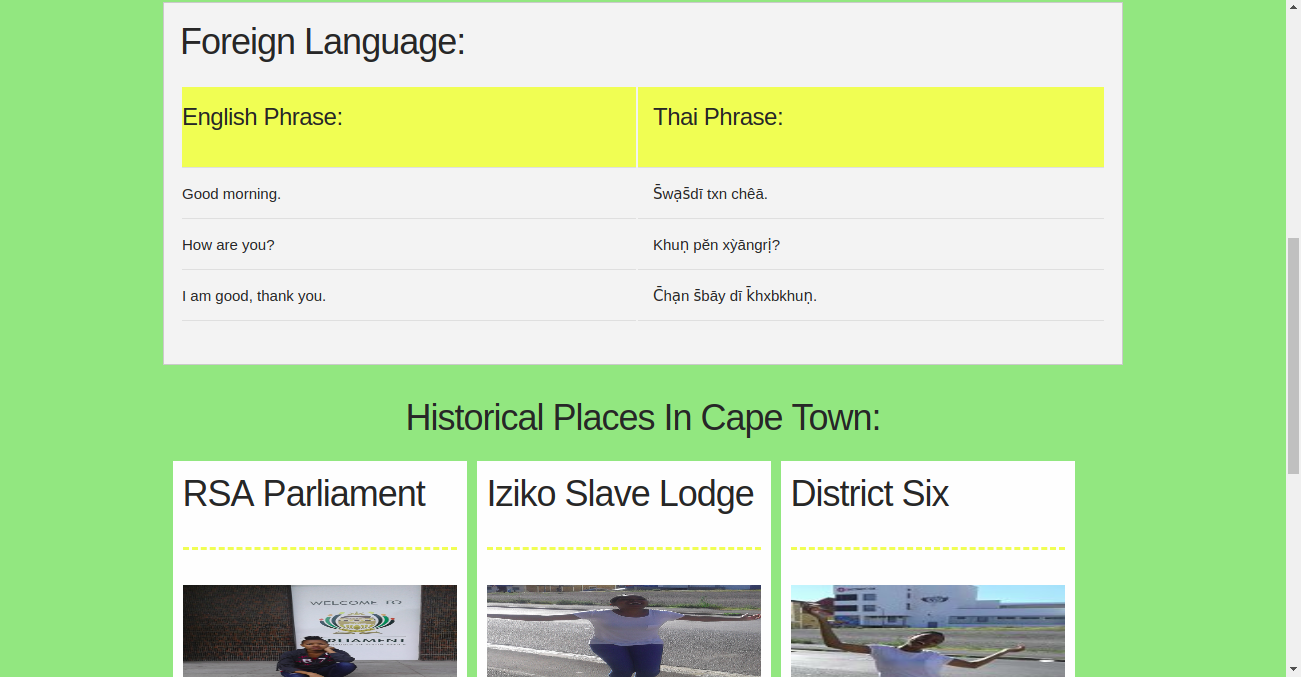 Foreign Language:
English Phrase: Thai Phrase:
Good morning. S̄wạs̄dī txn chêā.
How are you? Khuṇ pĕn xỳāngrị?
I am good, thank you. C̄hạn s̄bāy dī k̄hxbkhuṇ.
Historical Places In Cape Town:
RSA Parliament Iziko Slave Lodge District Six
WELCOME TO
PARLIAMENT